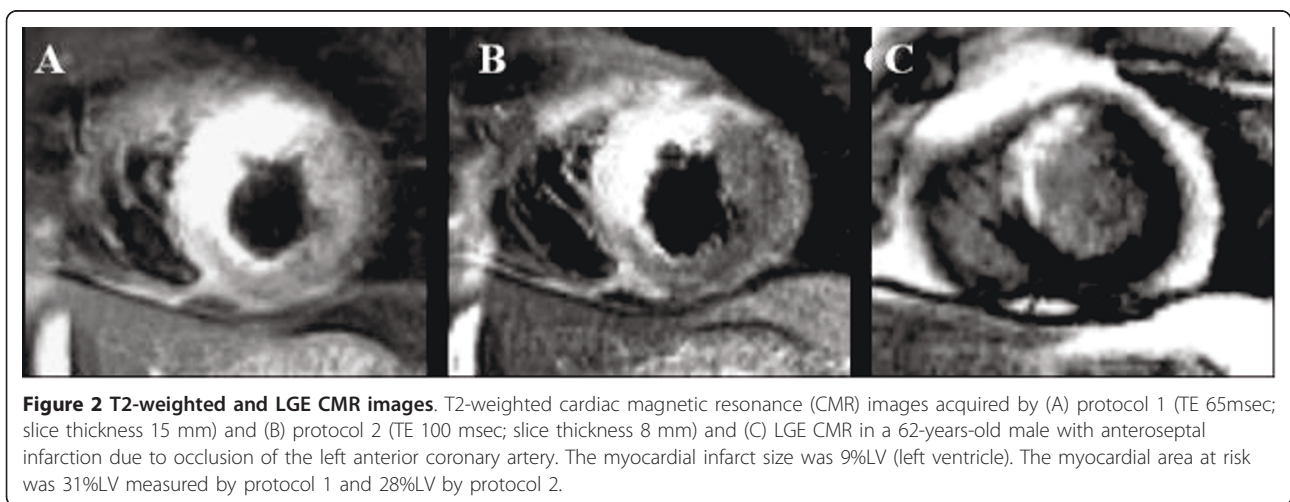 A
B
C
Figure 2 T2-weighted and LGE CMR images. T2-weighted cardiac magnetic resonance (CMR) images acquired by (A) protocol 1 (TE 65msec;
slice thickness 15 mm) and (B) protocol 2 (TE 100 msec; slice thickness 8 mm) and (C) LGE CMR in a 62-years-old male with anteroseptal
infarction due to occlusion of the left anterior coronary artery. The myocardial infarct size was 9%LV (left ventricle). The myocardial area at risk
was 31%LV measured by protocol 1 and 28%LV by protocol 2.